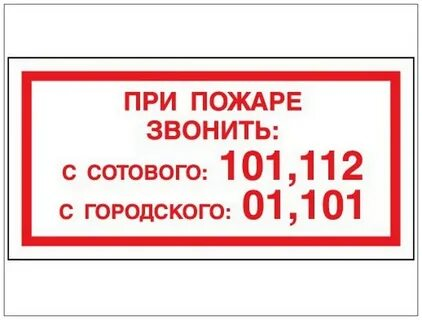 ПРИ ПОЖАРЕ
ЗВОНИТЬ:
С СОТОВОГО: 101,112
С ГОРОДСКОГО: 01,101